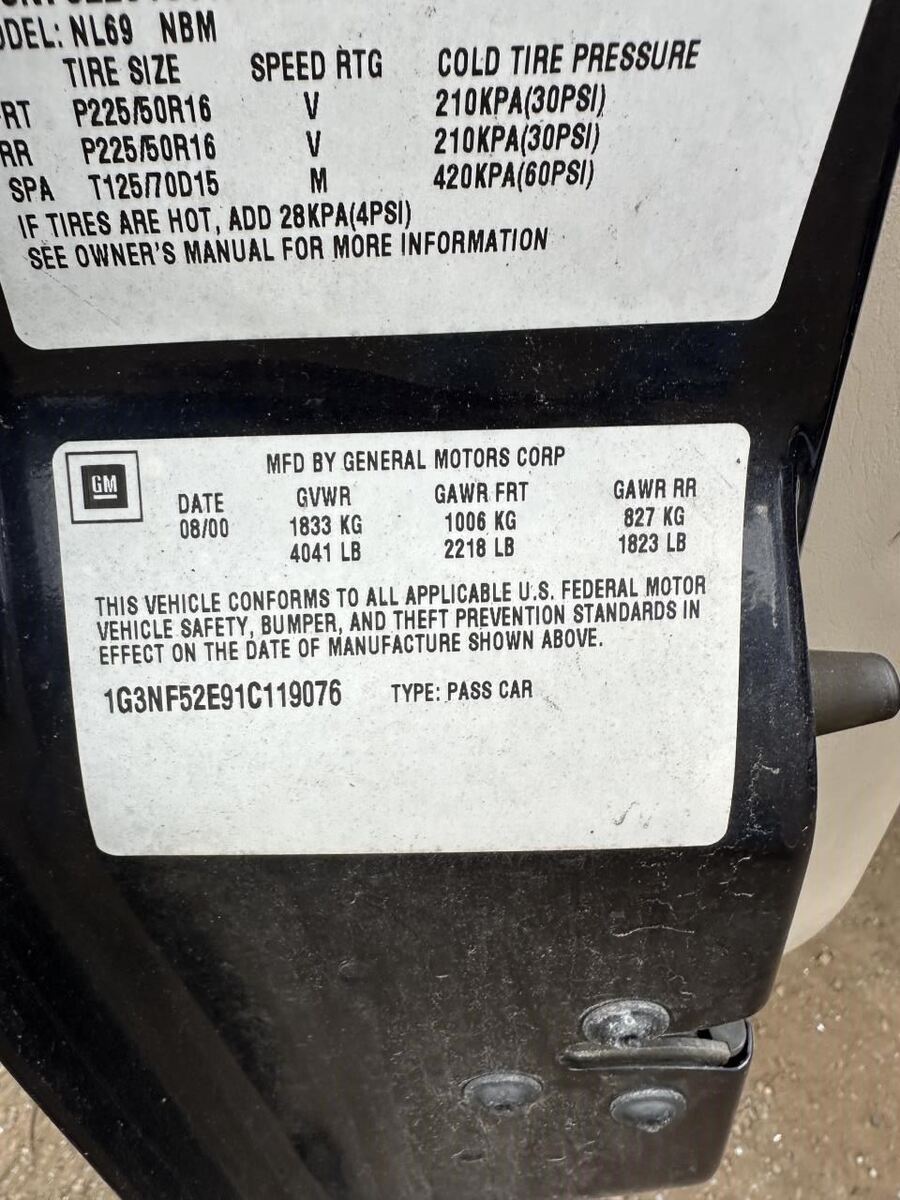 MODEL: NL69 NBM
TIRE SIZE SPEED RTG COLD TIRE PRESSURE
FRT P225/50R16 V 210KPA(30PSI)
RR P225/50R16 V 210KPA(30PSI)
SPA T125/70D15 M 420KPA(60PSI)
IF TIRES ARE HOT, ADD 28KPA(4PSI)
SEE OWNER'S MANUAL FOR MORE INFORMATION
GM
MFD BY GENERAL MOTORS CORP
DATE GVWR GAWR FRT GAWR RR
08/00 1833 KG 1006 KG 827 KG
4041 LB 2218 LB 1823 LB
THIS VEHICLE CONFORMS TO ALL APPLICABLE U.S. FEDERAL MOTOR
VEHICLE SAFETY, BUMPER, AND THEFT PREVENTION STANDARDS IN
EFFECT ON THE DATE OF MANUFACTURE SHOWN ABOVE.
1G3NF52E91C119076 TYPE: PASS CAR